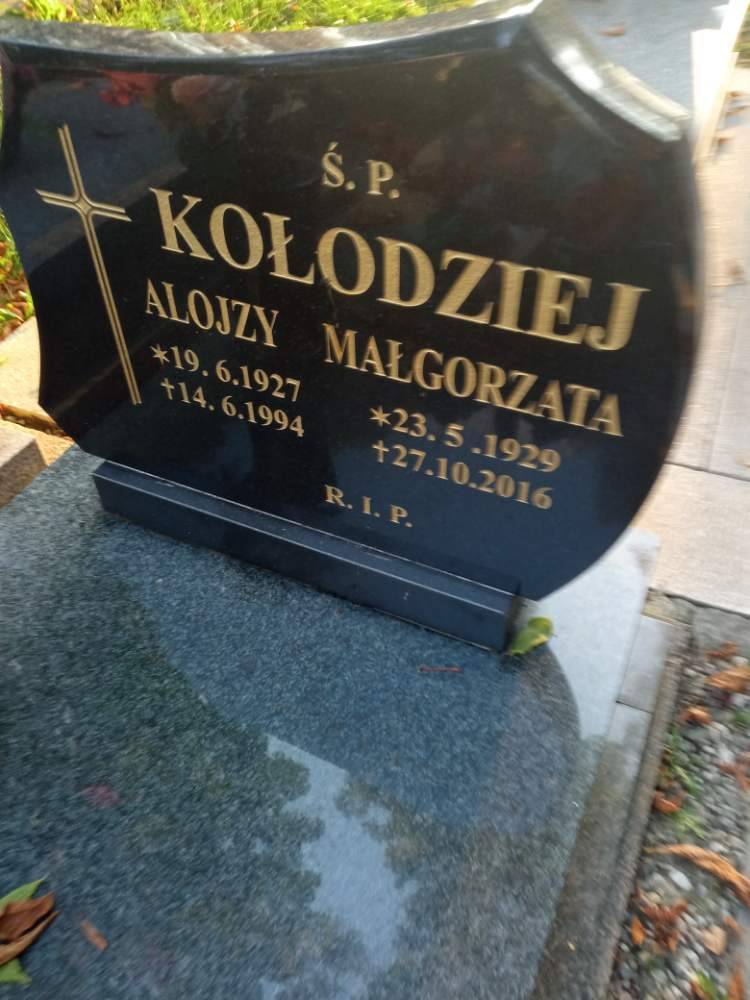 Ś. P.
KOŁODZIEJ
ALOJZY
*19. 6.1927
†14. 6.1994
MAŁGORZATA
*23. 5 .1929
†27.10.2016
R. I. P.